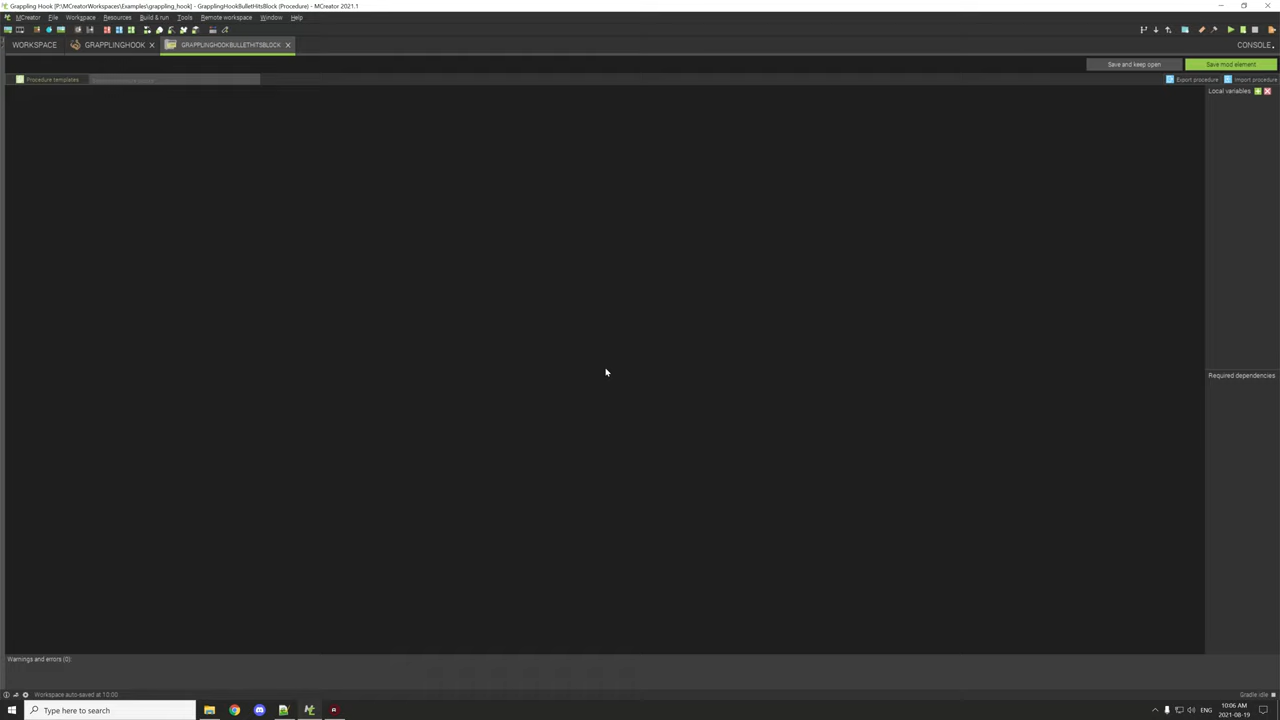 Grappling Hook [P:\MCreatorWorkspaces\Examples\grappling_hook] - GrapplingHookBulletHitsBlock (Procedure) - MCreator 2021.1
MCreator File Workspace Resources Build & run Tools Remote workspace Window Help
WORKSPACE GRAPPLINGHOOK GRAPPLINGHOOKBULLETHITSBLOCK CONSOLE
Save and keep open Save mod element
Procedure templates Export procedure Import procedure
Local variables
Required dependencies
Warnings and errors (0):
Workspace auto-saved at 10:00 Gradle idle
Type here to search ENG 10:06 AM
2021-08-19